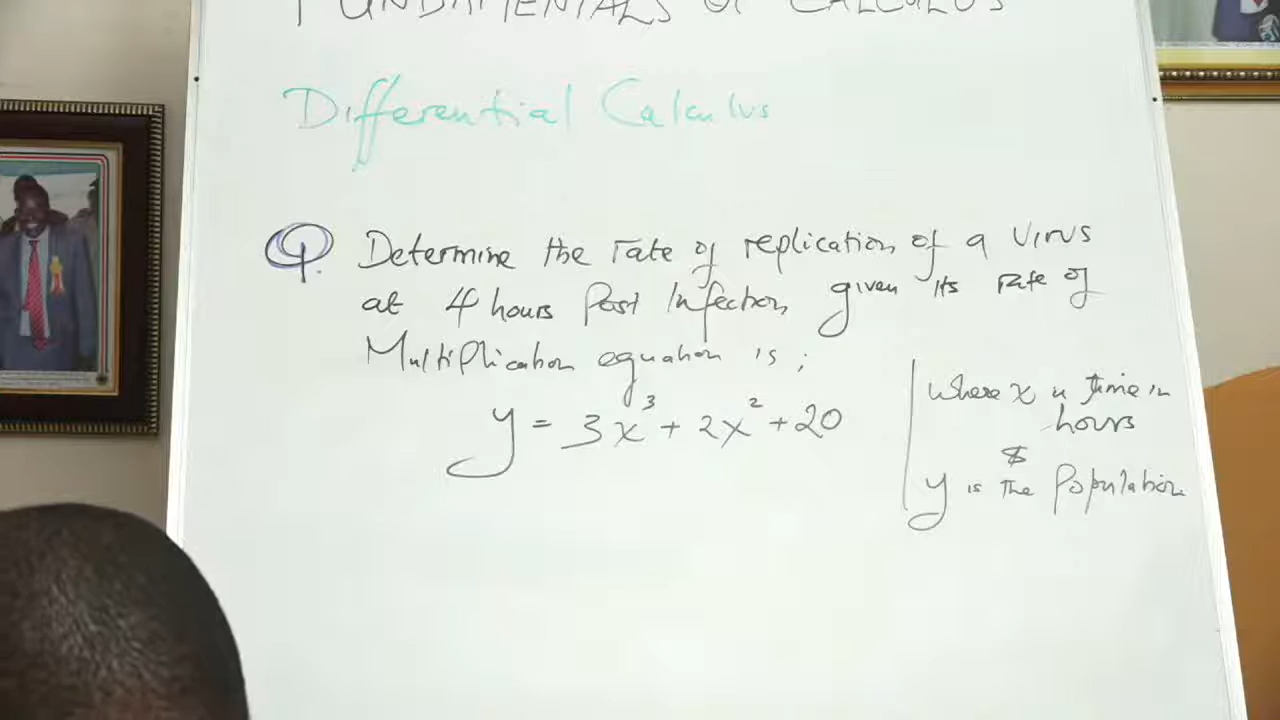 FUNDAMENTALS OF CALCULUS
Differential Calculus
Q. Determine the rate of replication of a virus
at 4 hours Post Infection, given its rate of
Multiplication equation is ;
y = 3x³ + 2x² + 20
Where x is time in
hours
&
y is the Population